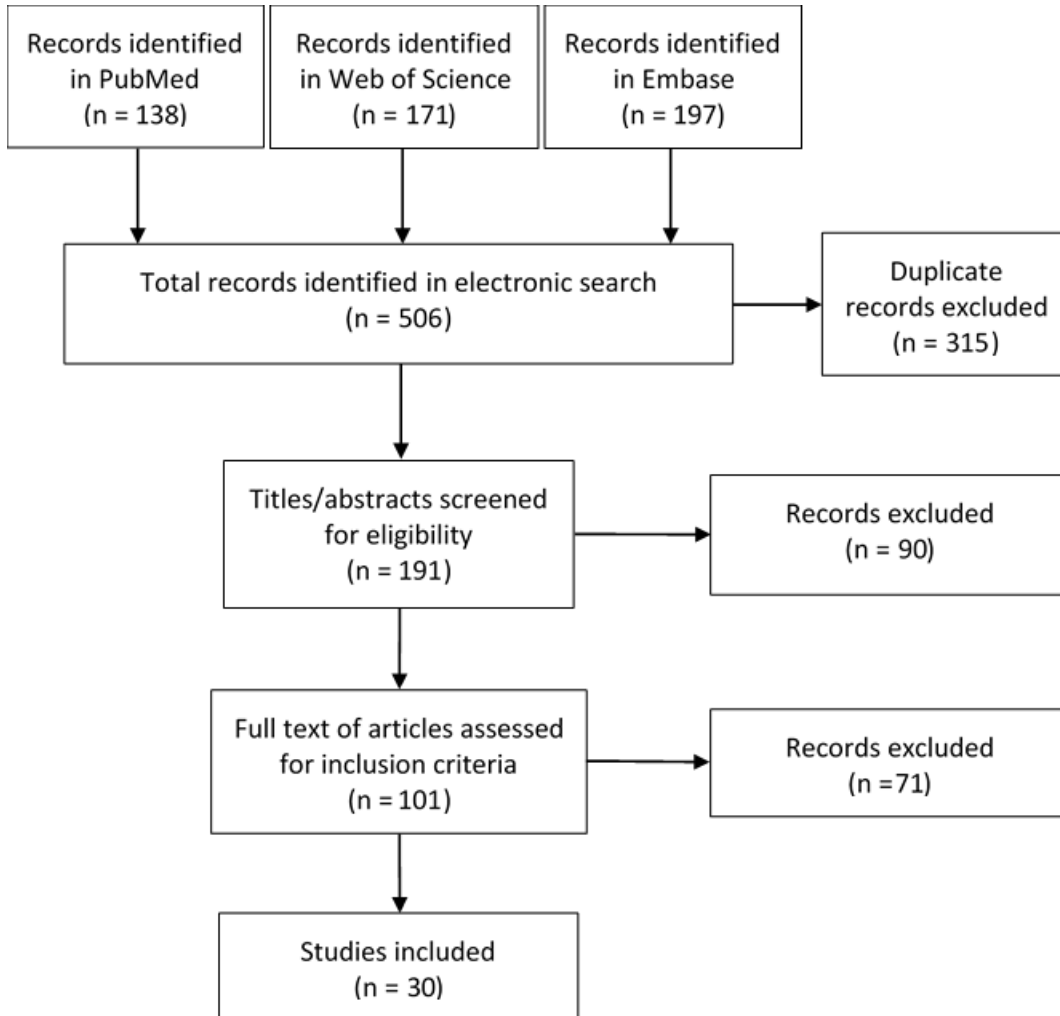 Records identified
in PubMed
(n = 138)
Records identified
in Web of Science
(n = 171)
Records identified
in Embase
(n = 197)
Total records identified in electronic search
(n = 506)
Duplicate
records excluded
(n = 315)
Titles/abstracts screened
for eligibility
(n = 191)
Records excluded
(n = 90)
Full text of articles assessed
for inclusion criteria
(n = 101)
Records excluded
(n =71)
Studies included
(n = 30)